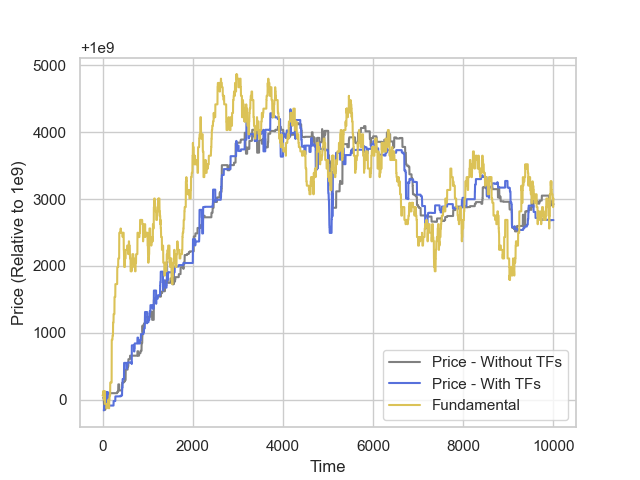 +1e9
5000
4000
3000
2000
1000
0
Price (Relative to 1e9)
0 2000 4000 6000 8000 10000
Time
Price - Without TFs
Price - With TFs
Fundamental